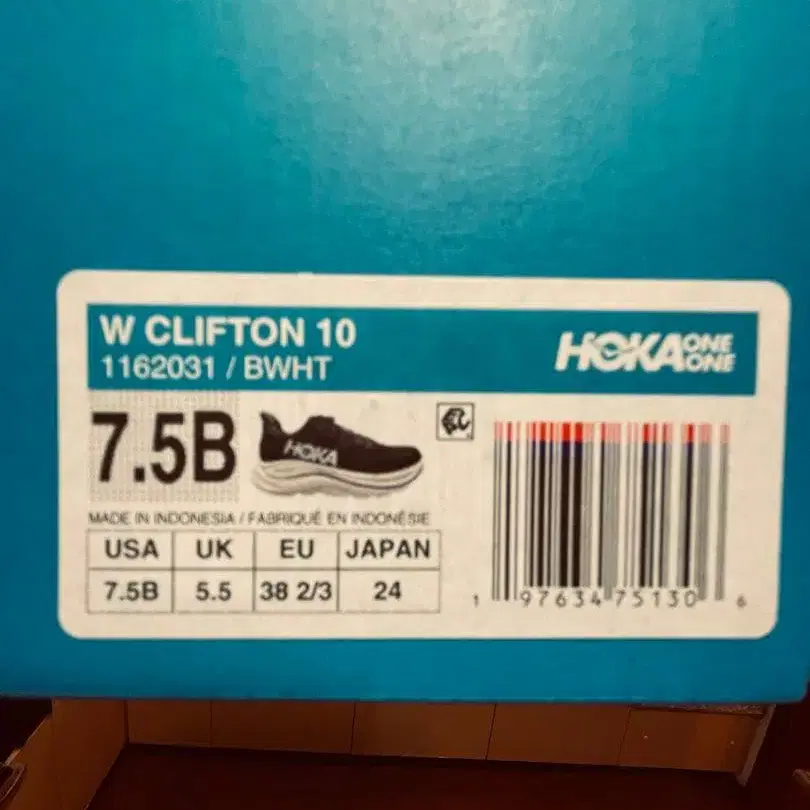 W CLIFTON 10
1162031 / BWHT
HOKA ONE ONE
7.5B
HOKA
MADE IN INDONESIA / FABRIQUÉ EN INDONÉSIE
USA UK EU JAPAN
7.5B 5.5 38 2/3 24
1 97634 75130 6